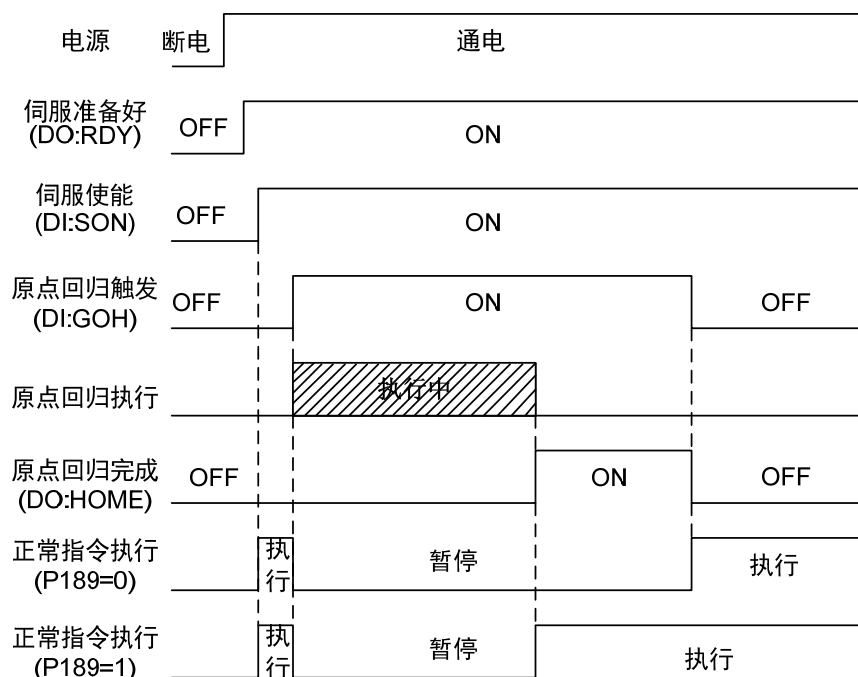 电源 断电 通电
伺服准备好
(DO:RDY) OFF ON
伺服使能
(DI:SON) OFF ON
原点回归触发
(DI:GOH) OFF ON OFF
原点回归执行 执行中
原点回归完成
(DO:HOME) OFF ON OFF
正常指令执行
(P189=0) 执
行 暂停 执行
正常指令执行
(P189=1) 执
行 暂停 执行